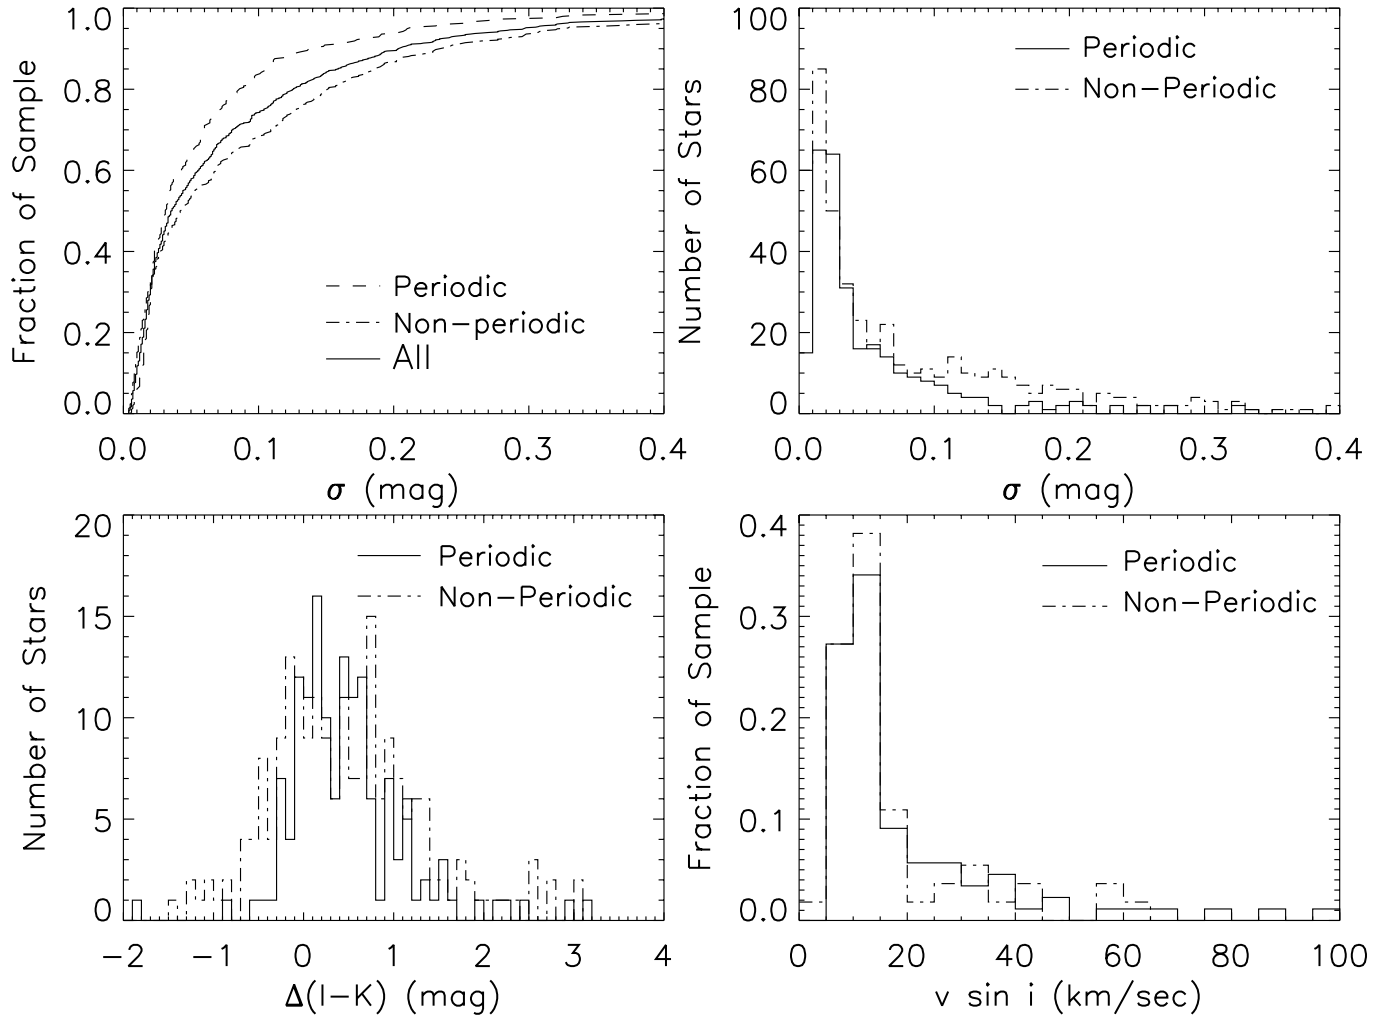 Fraction of Sample
1.0
0.8
0.6
0.4
0.2
0.0
Periodic
Non-periodic
All
0.0 0.1 0.2 0.3 0.4
σ (mag)
Number of Stars
100
80
60
40
20
0
Periodic
Non-Periodic
0.0 0.1 0.2 0.3 0.4
σ (mag)
Number of Stars
20
15
10
5
0
Periodic
Non-Periodic
-2 -1 0 1 2 3 4
Δ(I-K) (mag)
Fraction of Sample
0.4
0.3
0.2
0.1
0.0
Periodic
Non-Periodic
0 20 40 60 80 100
v sin i (km/sec)